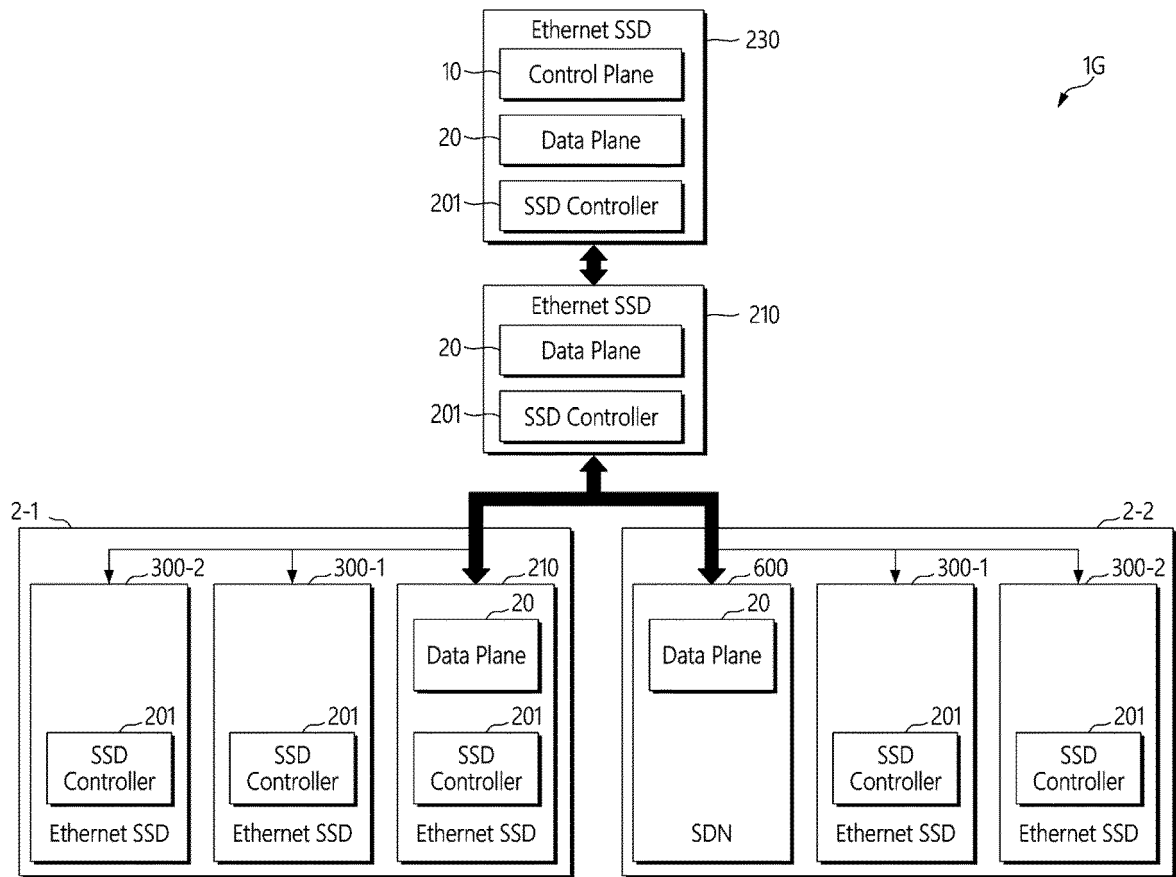 Ethernet SSD
230
10
Control Plane
1G
20
Data Plane
201
SSD Controller
Ethernet SSD
210
20
Data Plane
201
SSD Controller
2-1
2-2
300-2
300-1
210
600
300-1
300-2
20
20
Data Plane
Data Plane
201
201
201
201
201
SSD
Controller
SSD
Controller
SSD
Controller
SSD
Controller
SSD
Controller
Ethernet SSD
Ethernet SSD
Ethernet SSD
SDN
Ethernet SSD
Ethernet SSD